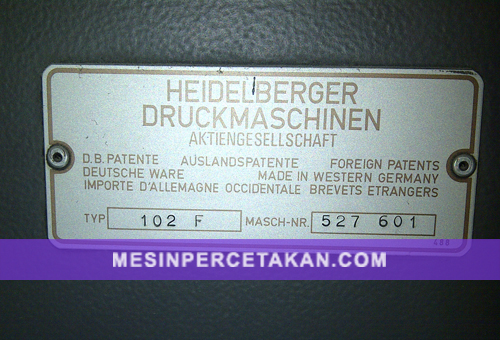 HEIDELBERGER
DRUCKMASCHINEN
AKTIENGESELLSCHAFT
D.B. PATENTE AUSLANDSPATENTE FOREIGN PATENTS
DEUTSCHE WARE MADE IN WESTERN GERMANY
IMPORTE D'ALLEMAGNE OCCIDENTALE BREVETS ETRANGERS
TYP 102 F MASCH-NR. 527 601
MESINPERCETAKAN.COM